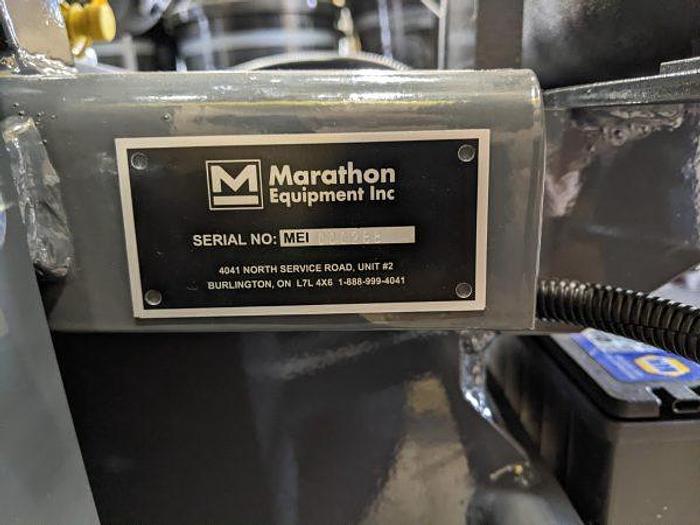 M
Marathon
Equipment Inc
SERIAL NO: MEI
4041 NORTH SERVICE ROAD, UNIT #2
BURLINGTON, ON L7L 4X6 1-888-999-4041